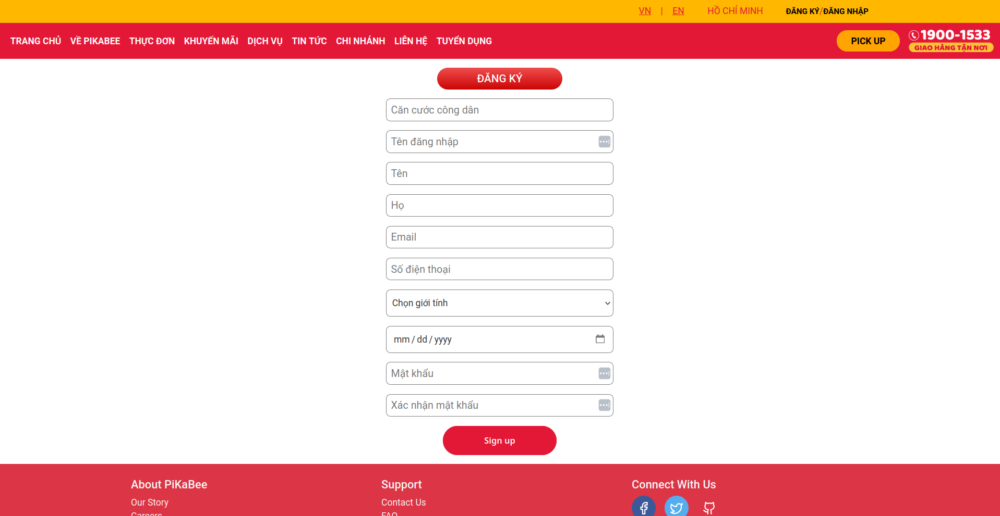 VN | EN HỒ CHÍ MINH ĐĂNG KÝ/ĐĂNG NHẬP
TRANG CHỦ VỀ PIKABEE THỰC ĐƠN KHUYẾN MÃI DỊCH VỤ TIN TỨC CHI NHÁNH LIÊN HỆ TUYỂN DỤNG PICK UP 1900-1533
GIAO HÀNG TẬN NƠI
ĐĂNG KÝ
Căn cước công dân
Tên đăng nhập
Tên
Họ
Email
Số điện thoại
Chọn giới tính
mm / dd / yyyy
Mật khẩu
Xác nhận mật khẩu
Sign up
About PiKaBee Support Connect With Us
Our Story Contact Us
Careers FAQ